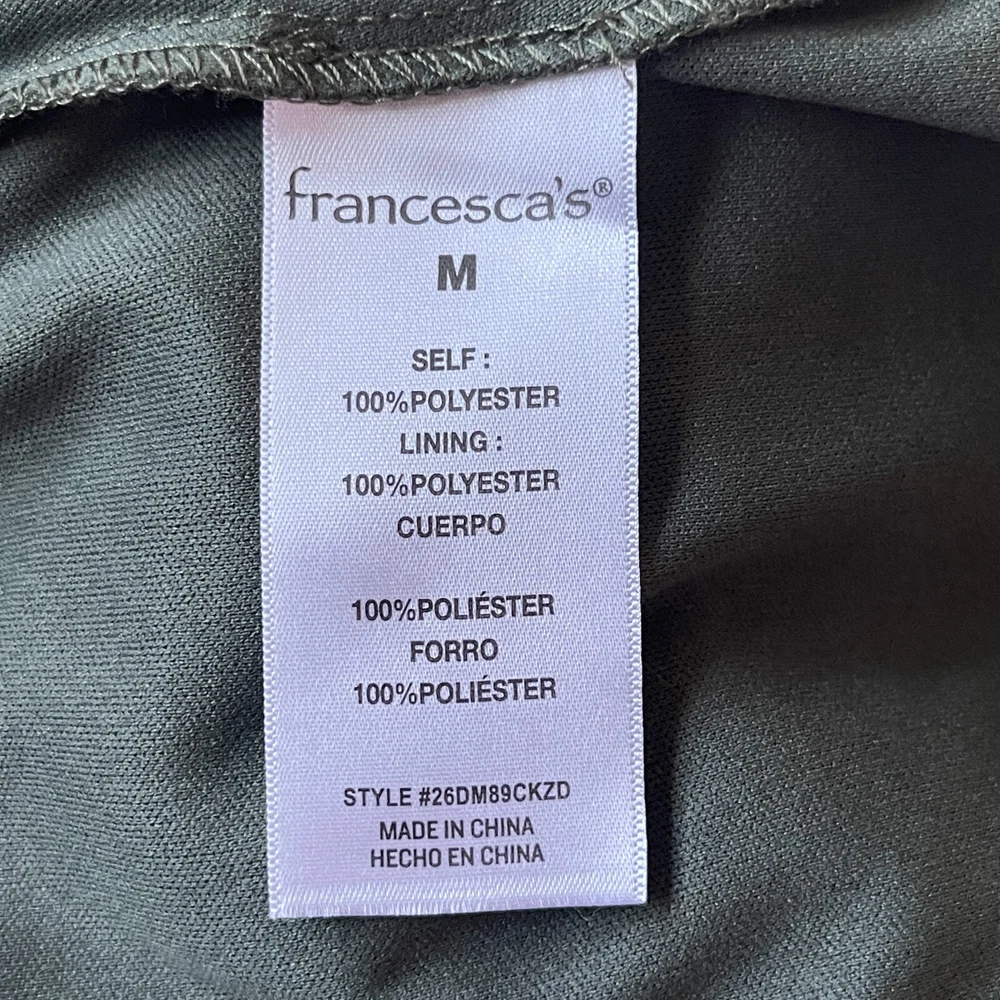 francesca's®
M
SELF :
100%POLYESTER
LINING :
100%POLYESTER
CUERPO
100%POLIÉSTER
FORRO
100%POLIÉSTER
STYLE #26DM89CKZD
MADE IN CHINA
HECHO EN CHINA